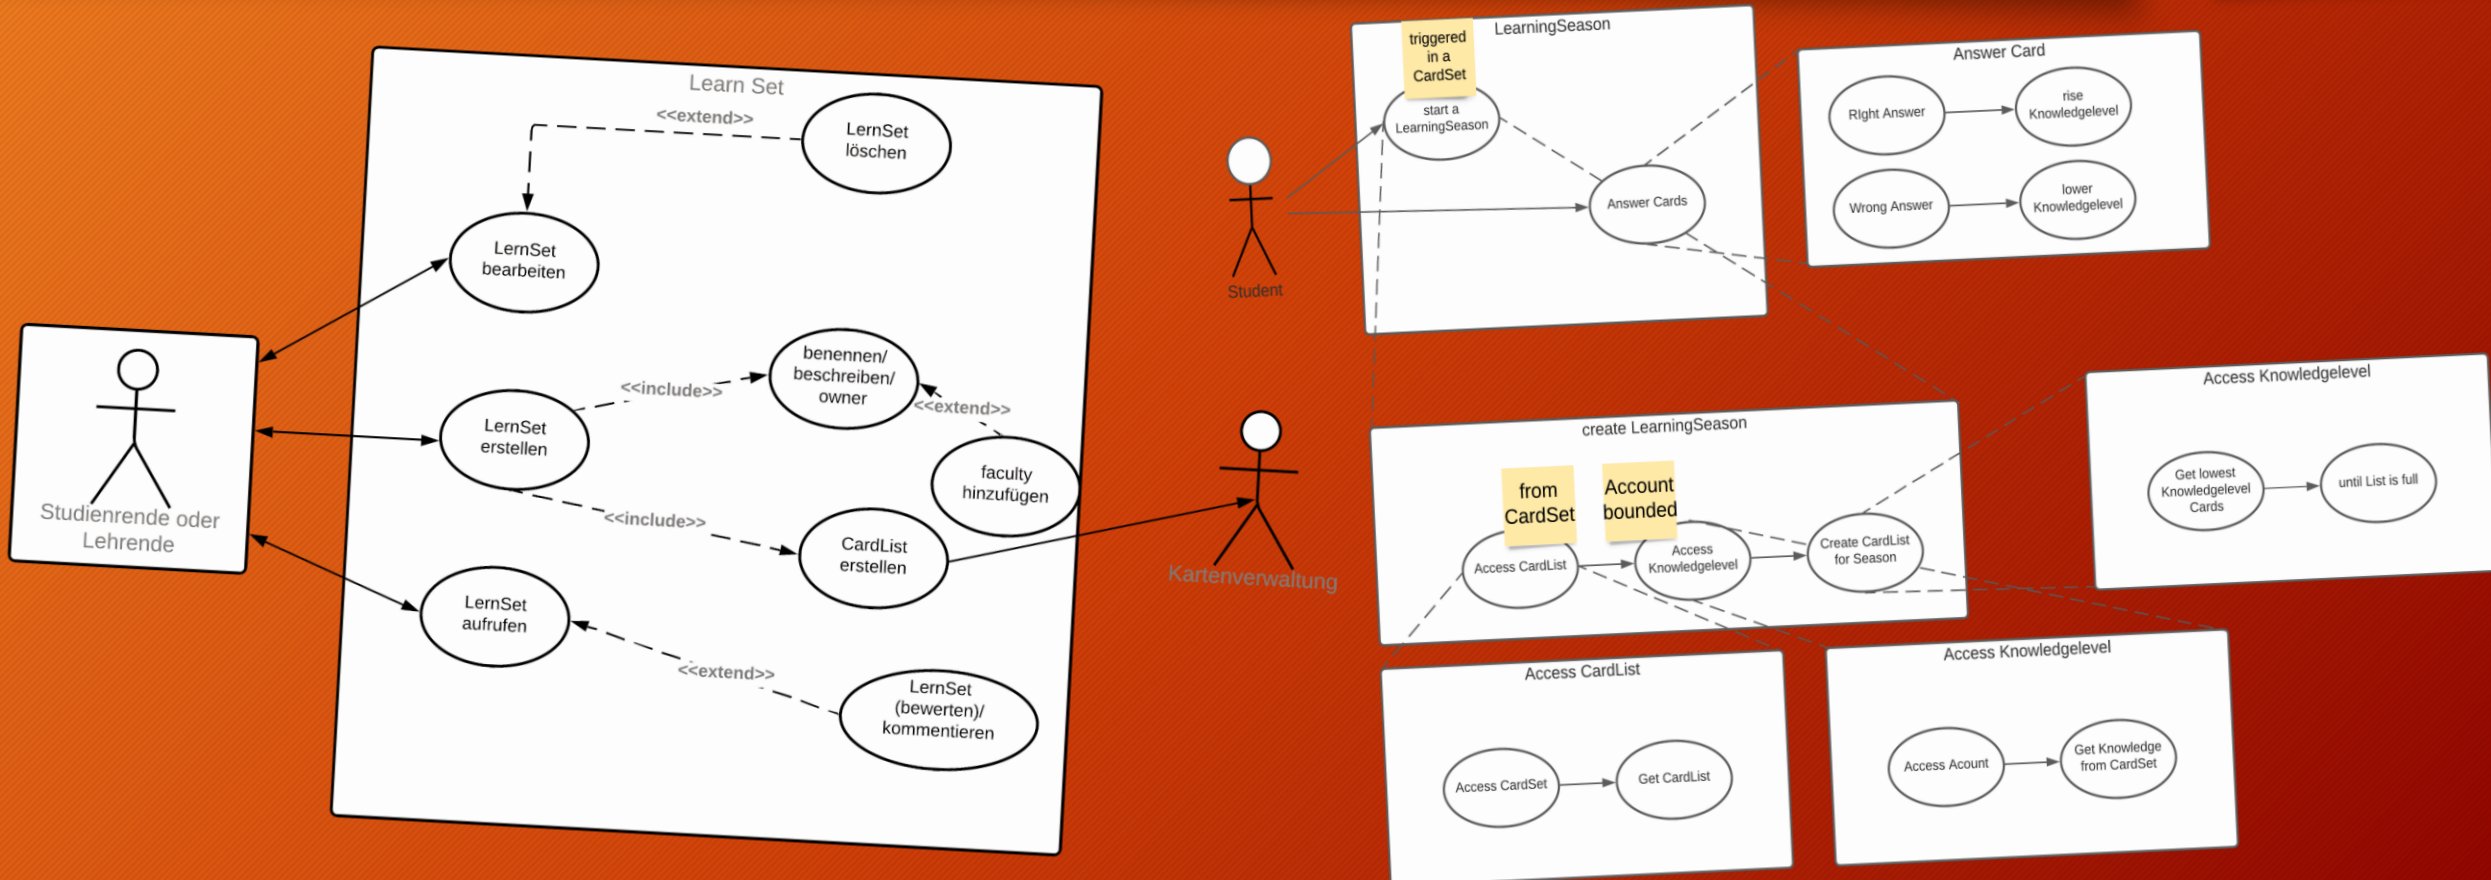 Learn Set
<<extend>>
LernSet
löschen
LernSet
bearbeiten
benennen/
beschreiben/
owner
<<include>>
<<extend>>
LernSet
erstellen
faculty
hinzufügen
<<include>>
CardList
erstellen
Studienrende oder
Lehrende
LernSet
aufrufen
<<extend>>
LernSet
(bewerten)/
kommentieren
Kartenverwaltung
LearningSeason
triggered
in a
CardSet
start a
LearningSeason
Answer Cards
Student
Answer Card
RIght Answer
rise
Knowledgelevel
Wrong Answer
lower
Knowledgelevel
create LearningSeason
from
CardSet
Account
bounded
Access CardList
Access
Knowledgelevel
Create CardList
for Season
Access Knowledgelevel
Get lowest
Knowledgelevel
Cards
until List is full
Access CardList
Access CardSet
Get CardList
Access Knowledgelevel
Access Acount
Get Knowledge
from CardSet